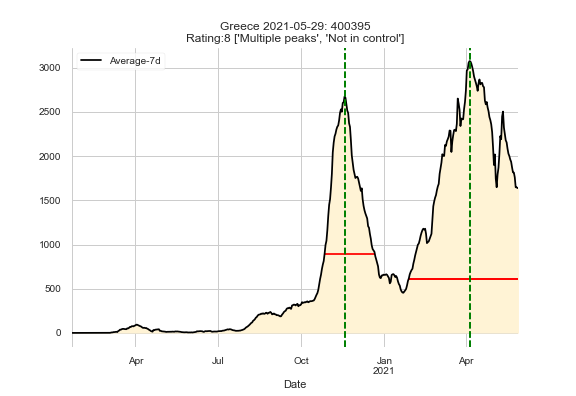 Greece 2021-05-29: 400395
Rating:8 ['Multiple peaks', 'Not in control']
Average-7d
3000
2500
2000
1500
1000
500
0
Apr
Jul
Oct
Jan
2021
Apr
Date